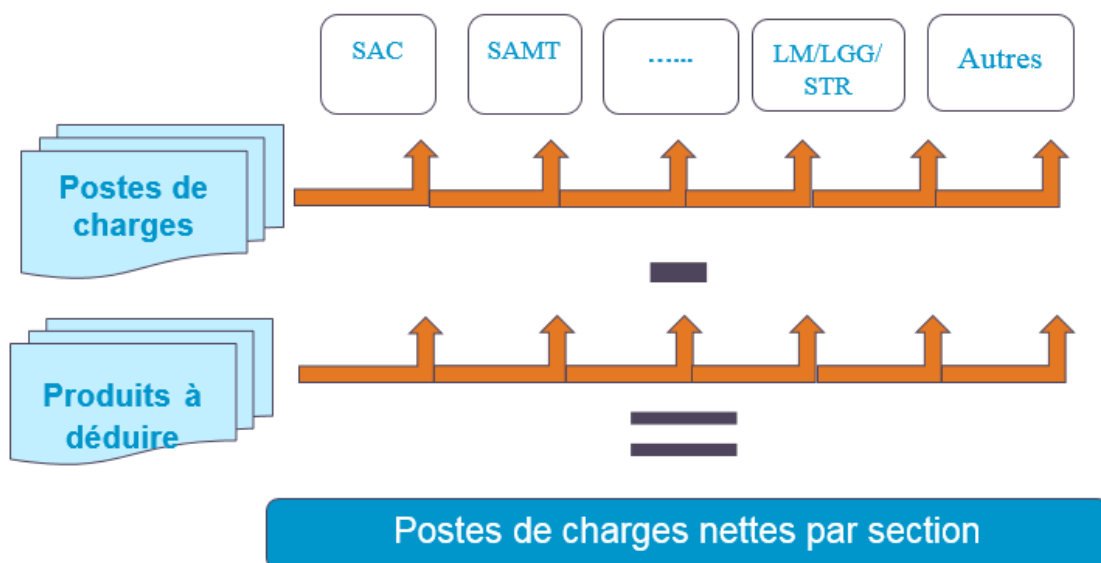 SAC
SAMT
…...
LM/LGG/
STR
Autres
Postes de
charges
Produits à
déduire
Postes de charges nettes par section